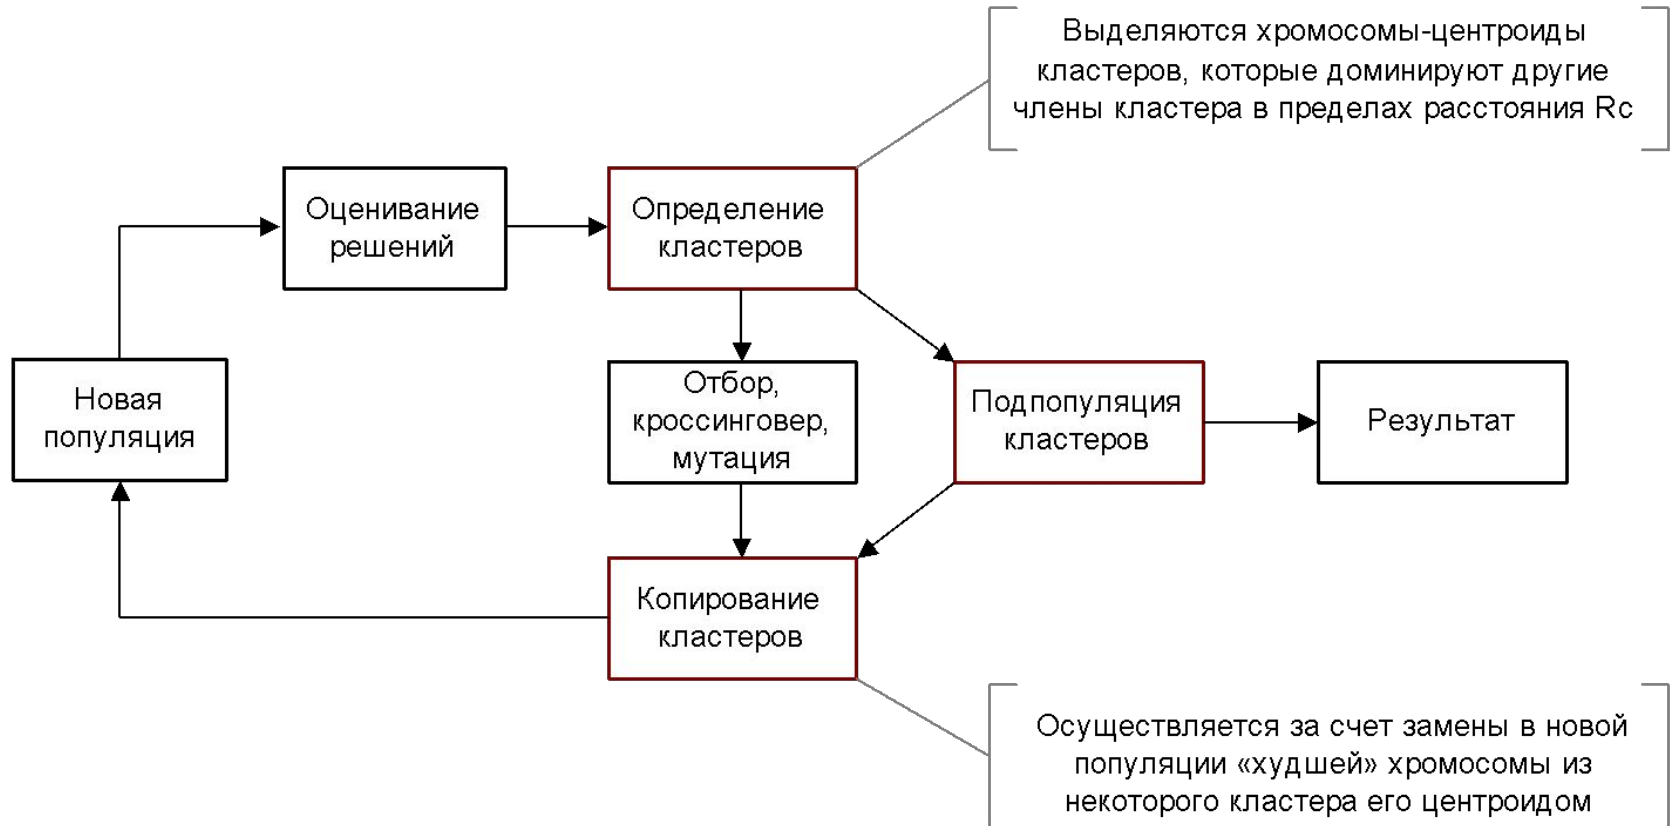 Выделяются хромосомы-центроиды
кластеров, которые доминируют другие
члены кластера в пределах расстояния Rc
Оценивание
решений
Определение
кластеров
Новая
популяция
Отбор,
кроссинговер,
мутация
Подпопуляция
кластеров
Результат
Копирование
кластеров
Осуществляется за счет замены в новой
популяции «худшей» хромосомы из
некоторого кластера его центроидом